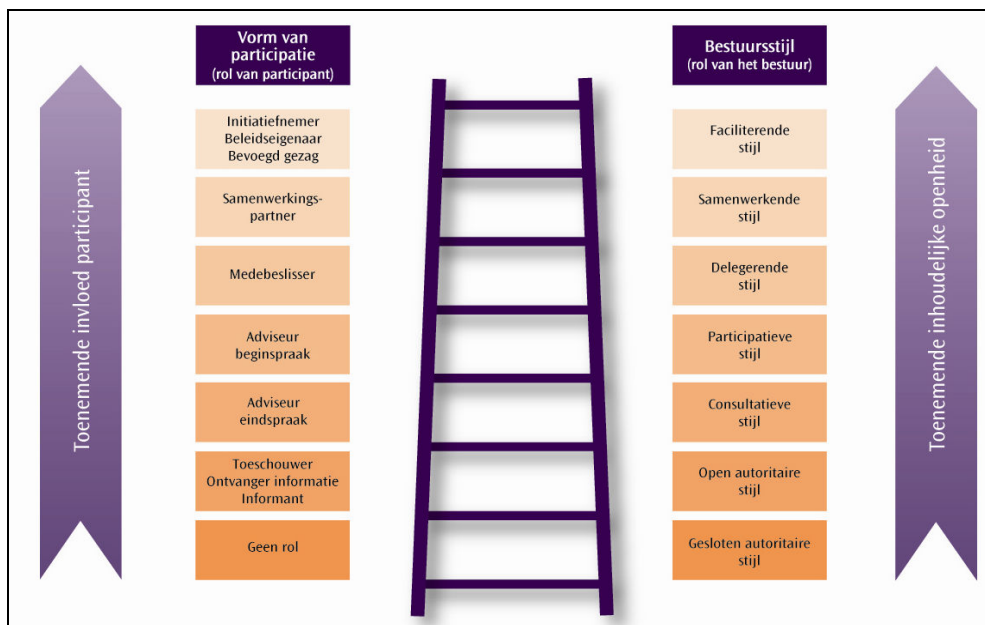 Vorm van
participatie
(rol van participant)
Bestuursstijl
(rol van het bestuur)
Toenemende invloed participant
Initiatiefnemer
Beleidseigenaar
Bevoegd gezag
Faciliterende
stijl
Samenwerkings-
partner
Samenwerkende
stijl
Medebeslisser
Delegerende
stijl
Adviseur
beginspraak
Participatieve
stijl
Adviseur
eindspraak
Consultatieve
stijl
Toeschouwer
Ontvanger informatie
Informant
Open autoritaire
stijl
Geen rol
Gesloten autoritaire
stijl
Toenemende inhoudelijke openheid